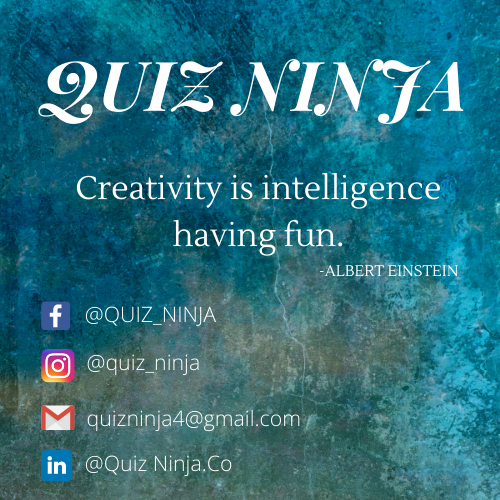 QUIZ NINJA
Creativity is intelligence
having fun.
-ALBERT EINSTEIN
@QUIZ_NINJA
@quiz_ninja
quizninja4@gmail.com
in @Quiz Ninja.Co